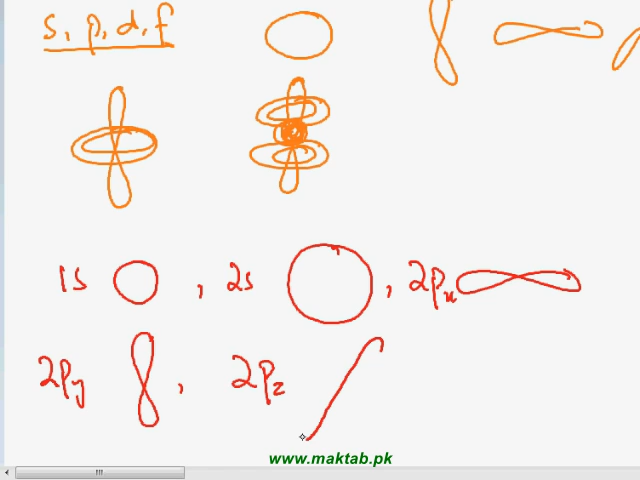 s, p, d, f
1s , 2s , 2px
2py , 2pz
www.maktab.pk